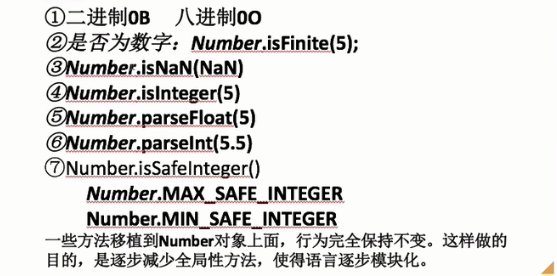 ①二进制0B 八进制0O
②是否为数字：Number.isFinite(5);
③Number.isNaN(NaN)
④Number.isInteger(5)
⑤Number.parseFloat(5)
⑥Number.parseInt(5.5)
⑦Number.isSafeInteger()
Number.MAX_SAFE_INTEGER
Number.MIN_SAFE_INTEGER
一些方法移植到Number对象上面，行为完全保持不变。这样做的
目的，是逐步减少全局性方法，使得语言逐步模块化。